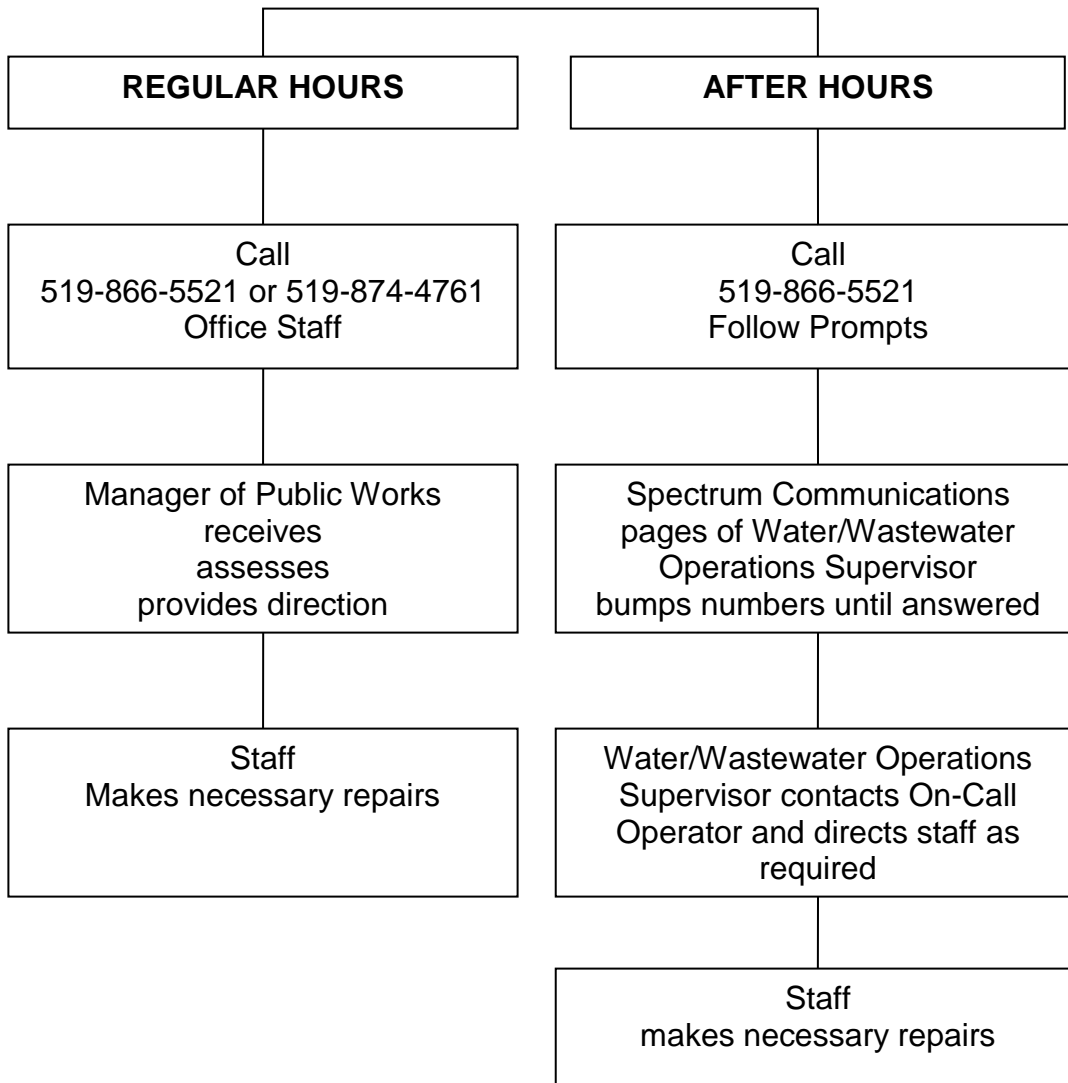 REGULAR HOURS
Call
519-866-5521 or 519-874-4761
Office Staff
Manager of Public Works
receives
assesses
provides direction
Staff
Makes necessary repairs
AFTER HOURS
Call
519-866-5521
Follow Prompts
Spectrum Communications
pages of Water/Wastewater
Operations Supervisor
bumps numbers until answered
Water/Wastewater Operations
Supervisor contacts On-Call
Operator and directs staff as
required
Staff
makes necessary repairs